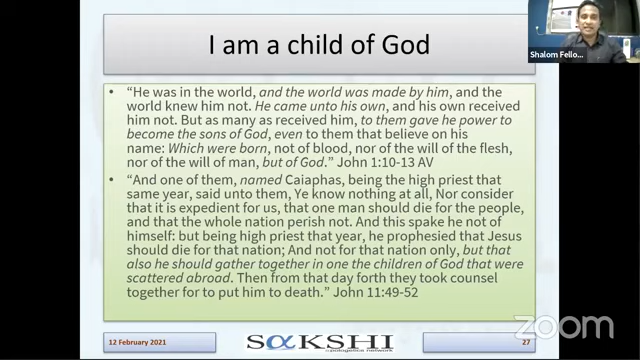 I am a child of God
Shalom Fello...
• “He was in the world, and the world was made by him, and the
world knew him not. He came unto his own, and his own received
him not. But as many as received him, to them gave he power to
become the sons of God, even to them that believe on his
name: Which were born, not of blood, nor of the will of the flesh,
nor of the will of man, but of God.” John 1:10-13 AV
• “And one of them, named Caiaphas, being the high priest that
same year, said unto them, Ye know nothing at all, Nor consider
that it is expedient for us, that one man should die for the people,
and that the whole nation perish not. And this spake he not of
himself: but being high priest that year, he prophesied that Jesus
should die for that nation; And not for that nation only, but that
also he should gather together in one the children of God that were
scattered abroad. Then from that day forth they took counsel
together for to put him to death.” John 11:49-52
12 February 2021
SαKSHI
apologetics network
27
zoom